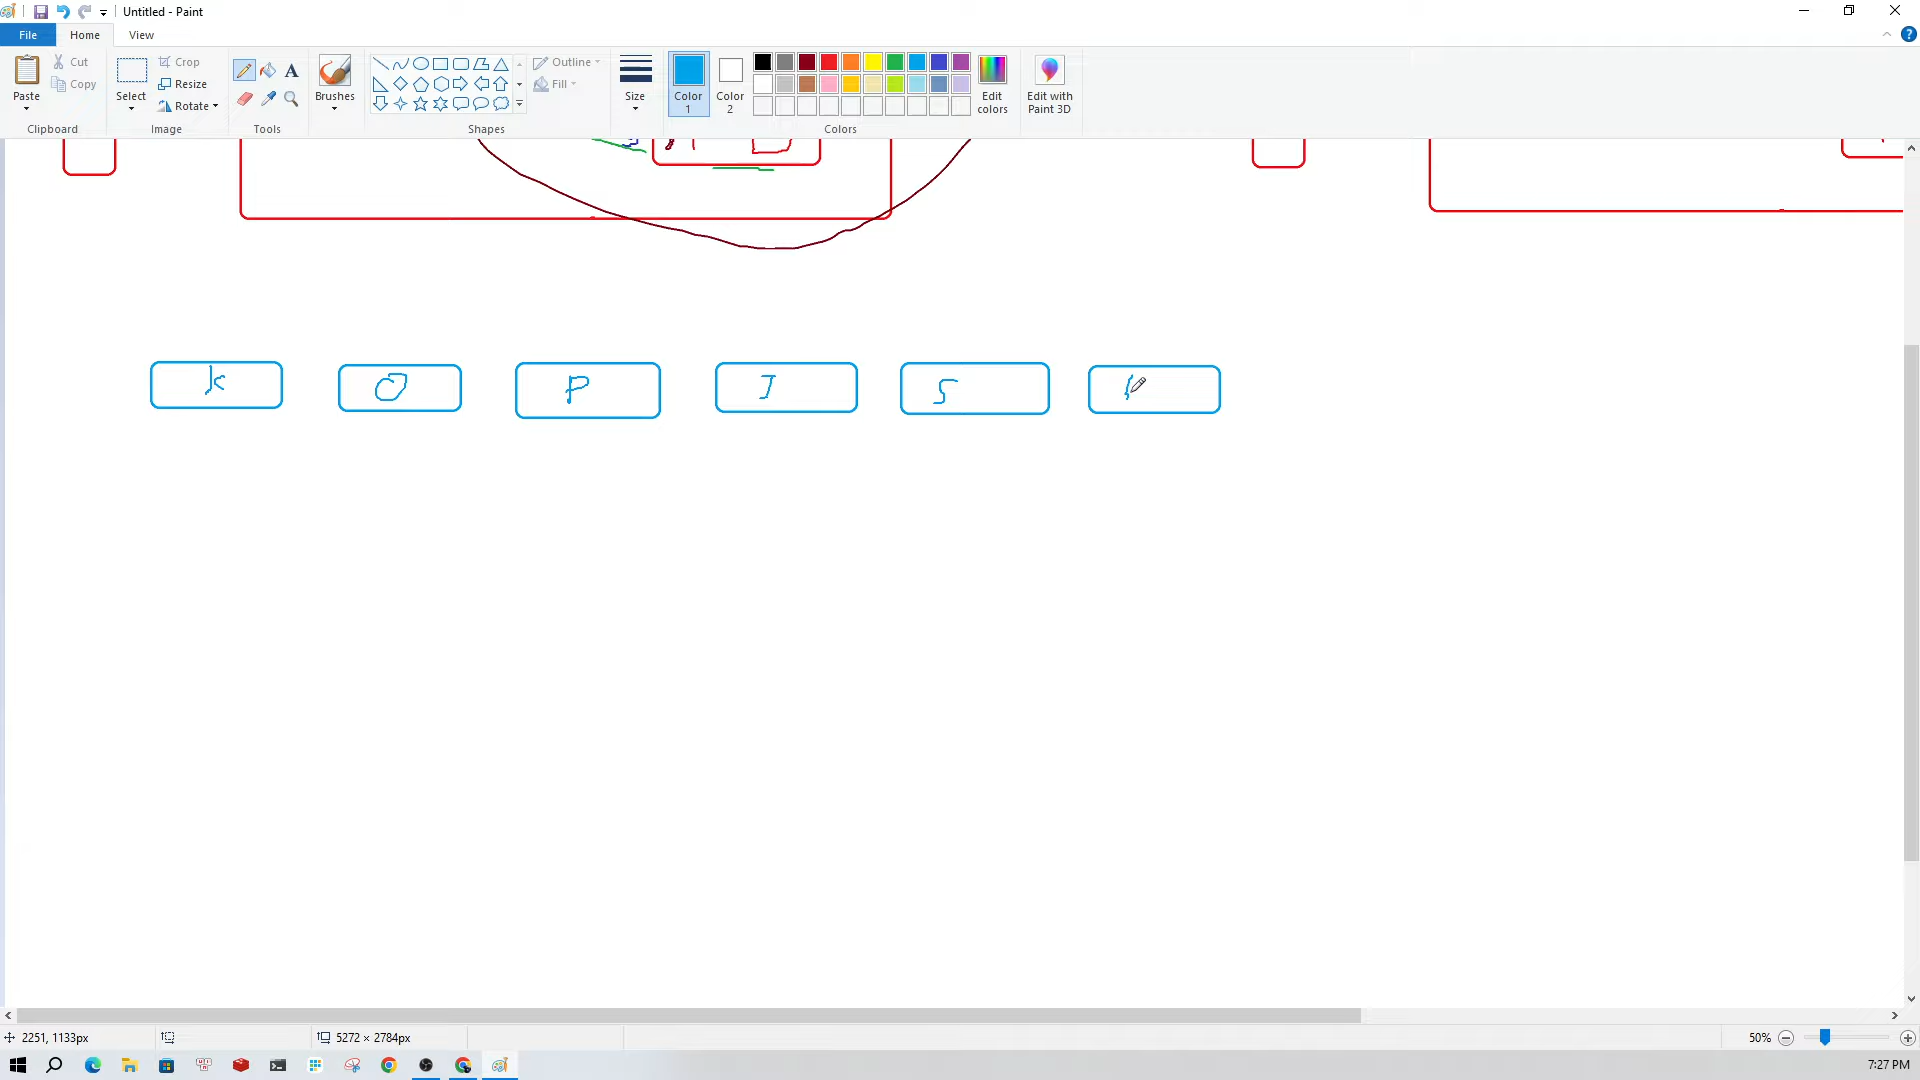 Untitled - Paint
File Home View
Paste Cut Copy Clipboard
Select Crop Resize Rotate Image
Tools
Brushes
Shapes
Outline Fill
Size
Color 1 Color 2 Edit colors Colors
Edit with Paint 3D
K O P I S
2251, 1133px 5272 × 2784px 50%
7:27 PM